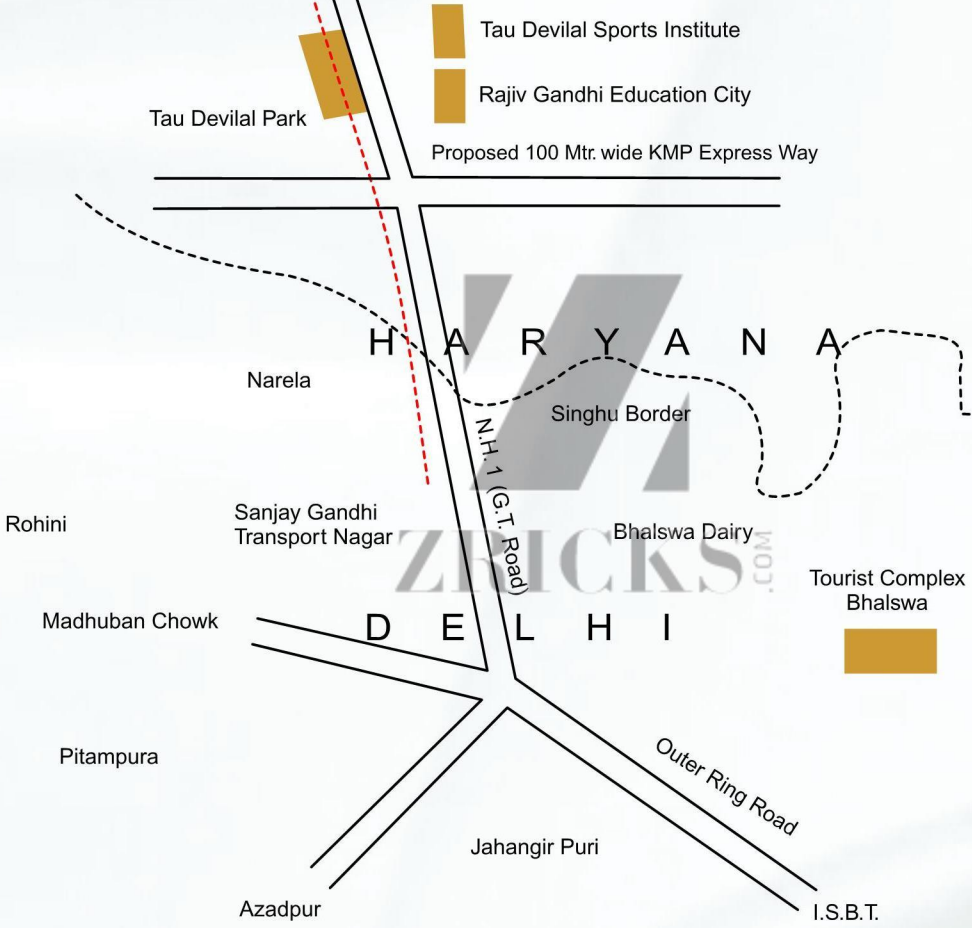 Tau Devilal Sports Institute
Rajiv Gandhi Education City
Tau Devilal Park
Proposed 100 Mtr. wide KMP Express Way
HARYANA
Narela
Singhu Border
N.H. 1 (G.T. Road)
Sanjay Gandhi
Transport Nagar
Rohini
Bhalswa Dairy
ZRICKS.COM
Tourist Complex
Bhalswa
Madhuban Chowk
DELHI
Pitampura
Outer Ring Road
Jahangir Puri
Azadpur
I.S.B.T.